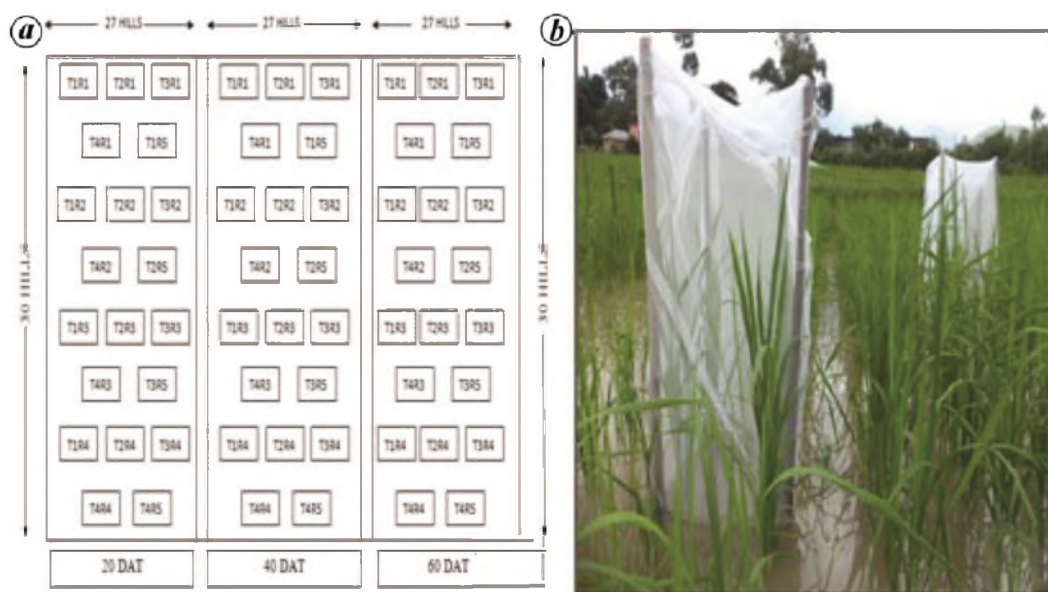 a
b
27 HILLS 27 HILLS 27 HILLS
T1R1 T2R1 T3R1 T1R1 T2R1 T3R1 T1R1 T2R1 T3R1
T4R1 T1R5 T4R1 T1R5 T4R1 T1R5
T1R2 T2R2 T3R2 T1R2 T2R2 T3R2 T1R2 T2R2 T3R2
T4R2 T2R5 T4R2 T2R5 T4R2 T2R5
30 HILLS
30 HILLS
T1R3 T2R3 T3R3 T1R3 T2R3 T3R3 T1R3 T2R3 T3R3
T4R3 T3R5 T4R3 T3R5 T4R3 T3R5
T1R4 T2R4 T3R4 T1R4 T2R4 T3R4 T1R4 T2R4 T3R4
T4R4 T4R5 T4R4 T4R5 T4R4 T4R5
20 DAT 40 DAT 60 DAT